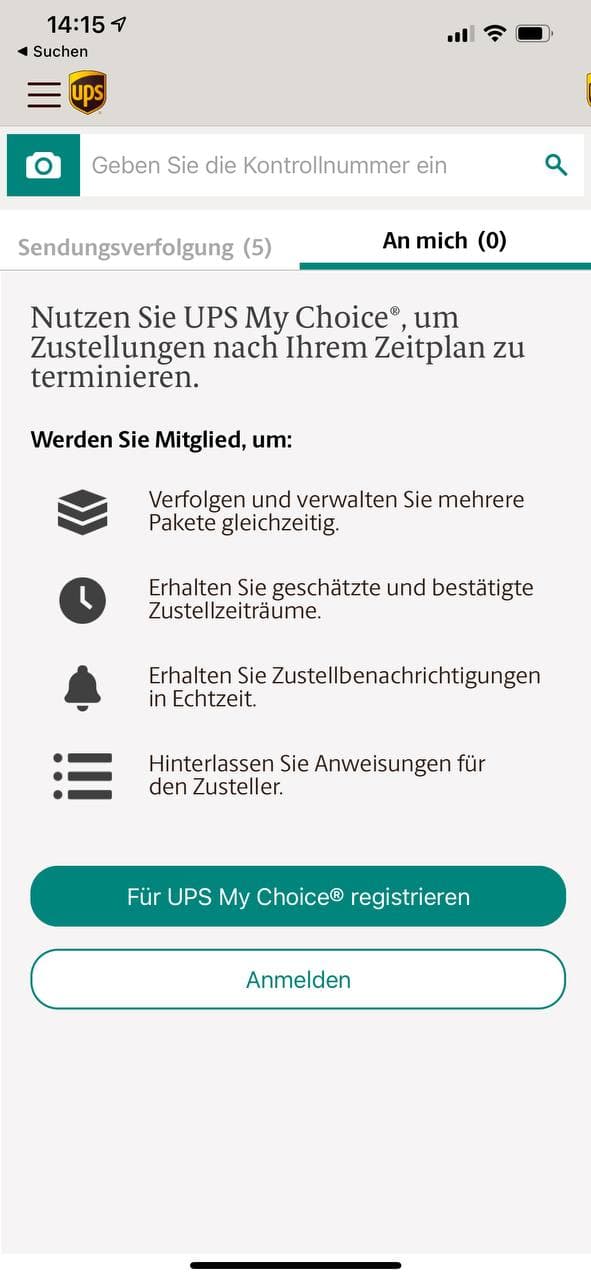 14:15
Suchen
ups
Geben Sie die Kontrollnummer ein
Sendungsverfolgung (5)
An mich (0)
Nutzen Sie UPS My Choice®, um
Zustellungen nach Ihrem Zeitplan zu
terminieren.
Werden Sie Mitglied, um:
Verfolgen und verwalten Sie mehrere
Pakete gleichzeitig.
Erhalten Sie geschätzte und bestätigte
Zustellzeiträume.
Erhalten Sie Zustellbenachrichtigungen
in Echtzeit.
Hinterlassen Sie Anweisungen für
den Zusteller.
Für UPS My Choice® registrieren
Anmelden